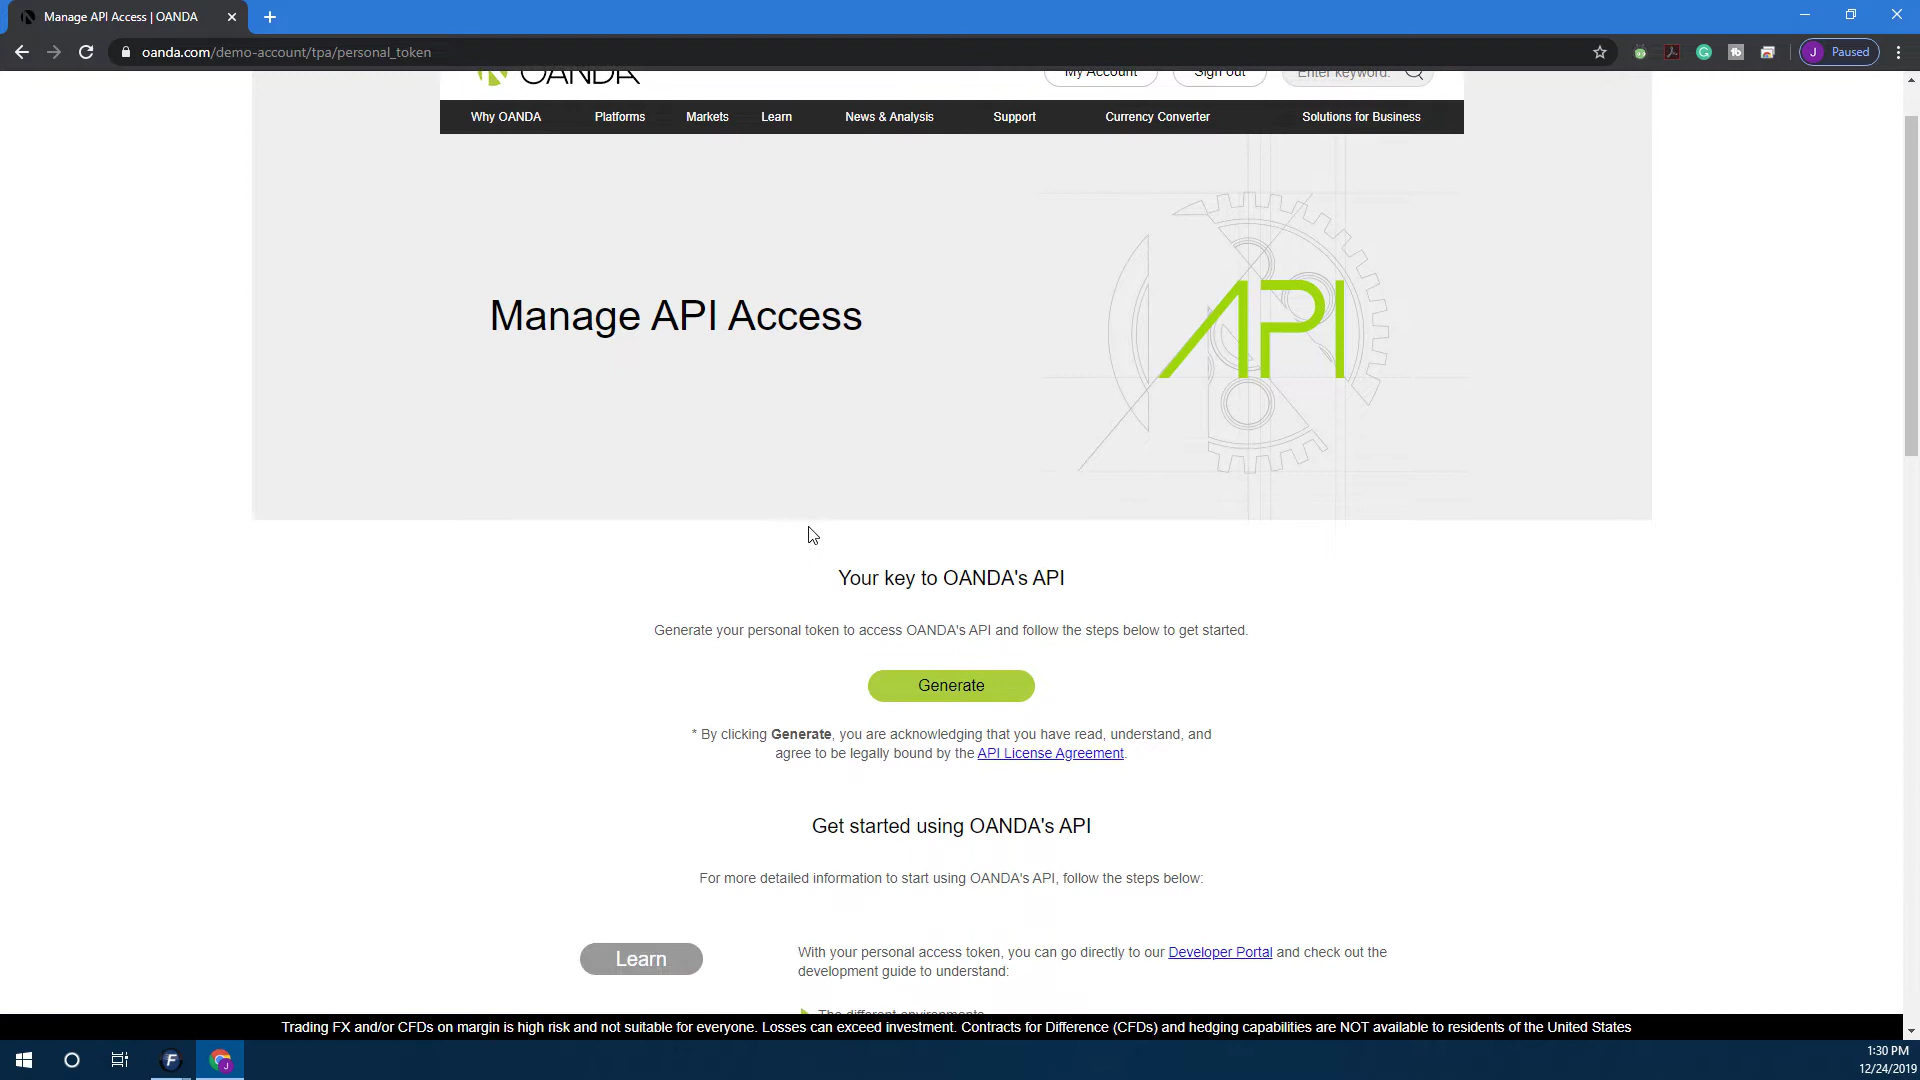 Manage API Access | OANDA
oanda.com/demo-account/tpa/personal_token
J Paused
OANDA
My Account Sign out Enter keyword.
Why OANDA Platforms Markets Learn News & Analysis Support Currency Converter Solutions for Business
Manage API Access
API
Your key to OANDA's API
Generate your personal token to access OANDA's API and follow the steps below to get started.
Generate
* By clicking Generate, you are acknowledging that you have read, understand, and
agree to be legally bound by the API License Agreement.
Get started using OANDA's API
For more detailed information to start using OANDA's API, follow the steps below:
Learn
With your personal access token, you can go directly to our Developer Portal and check out the
development guide to understand:
The different environments
Trading FX and/or CFDs on margin is high risk and not suitable for everyone. Losses can exceed investment. Contracts for Difference (CFDs) and hedging capabilities are NOT available to residents of the United States
1:30 PM
12/24/2019